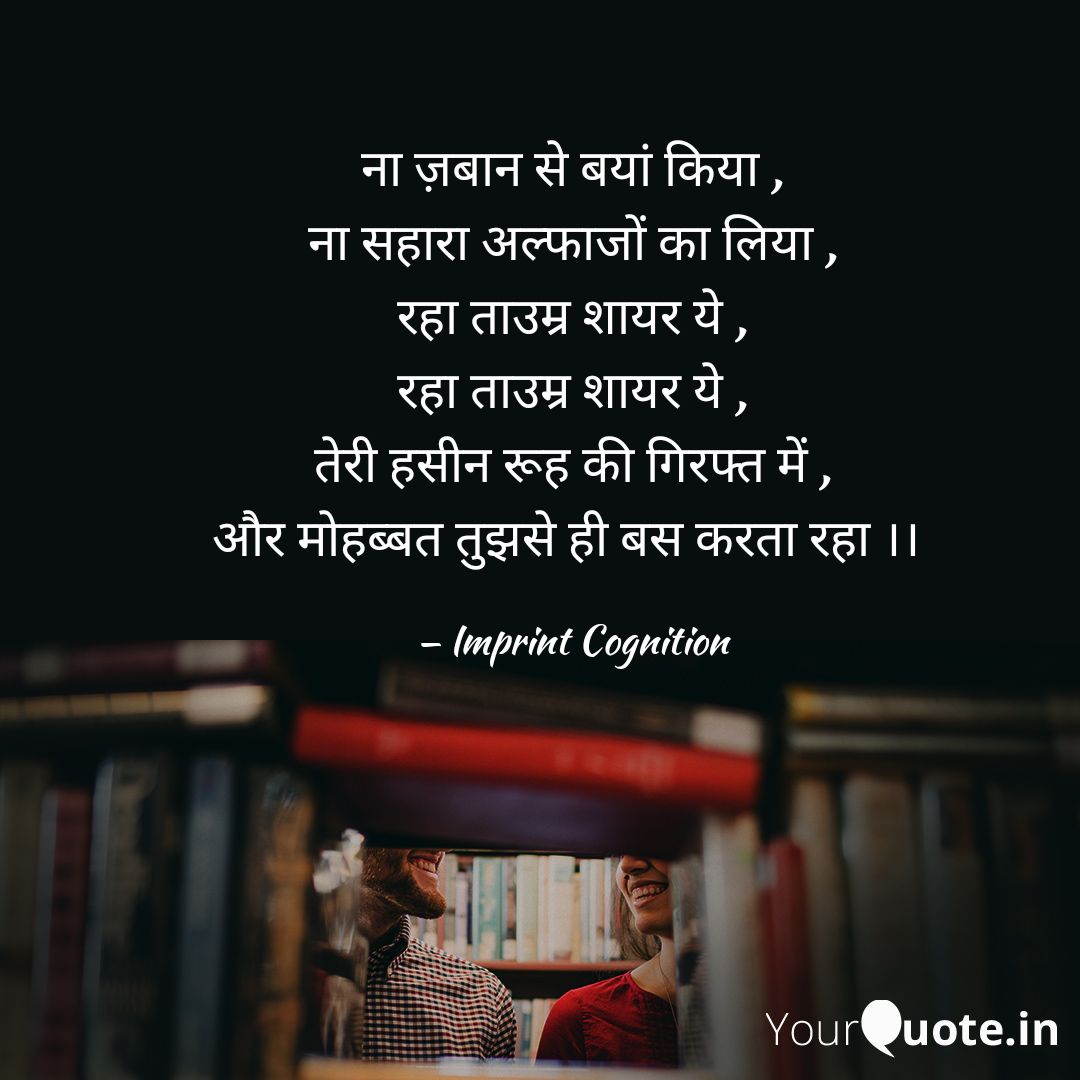 ना ज़बान से बयां किया ,
ना सहारा अल्फाजों का लिया ,
रहा ताउम्र शायर ये ,
रहा ताउम्र शायर ये ,
तेरी हसीन रूह की गिरफ्त में ,
और मोहब्बत तुझसे ही बस करता रहा ।।
– Imprint Cognition
YourQuote.in